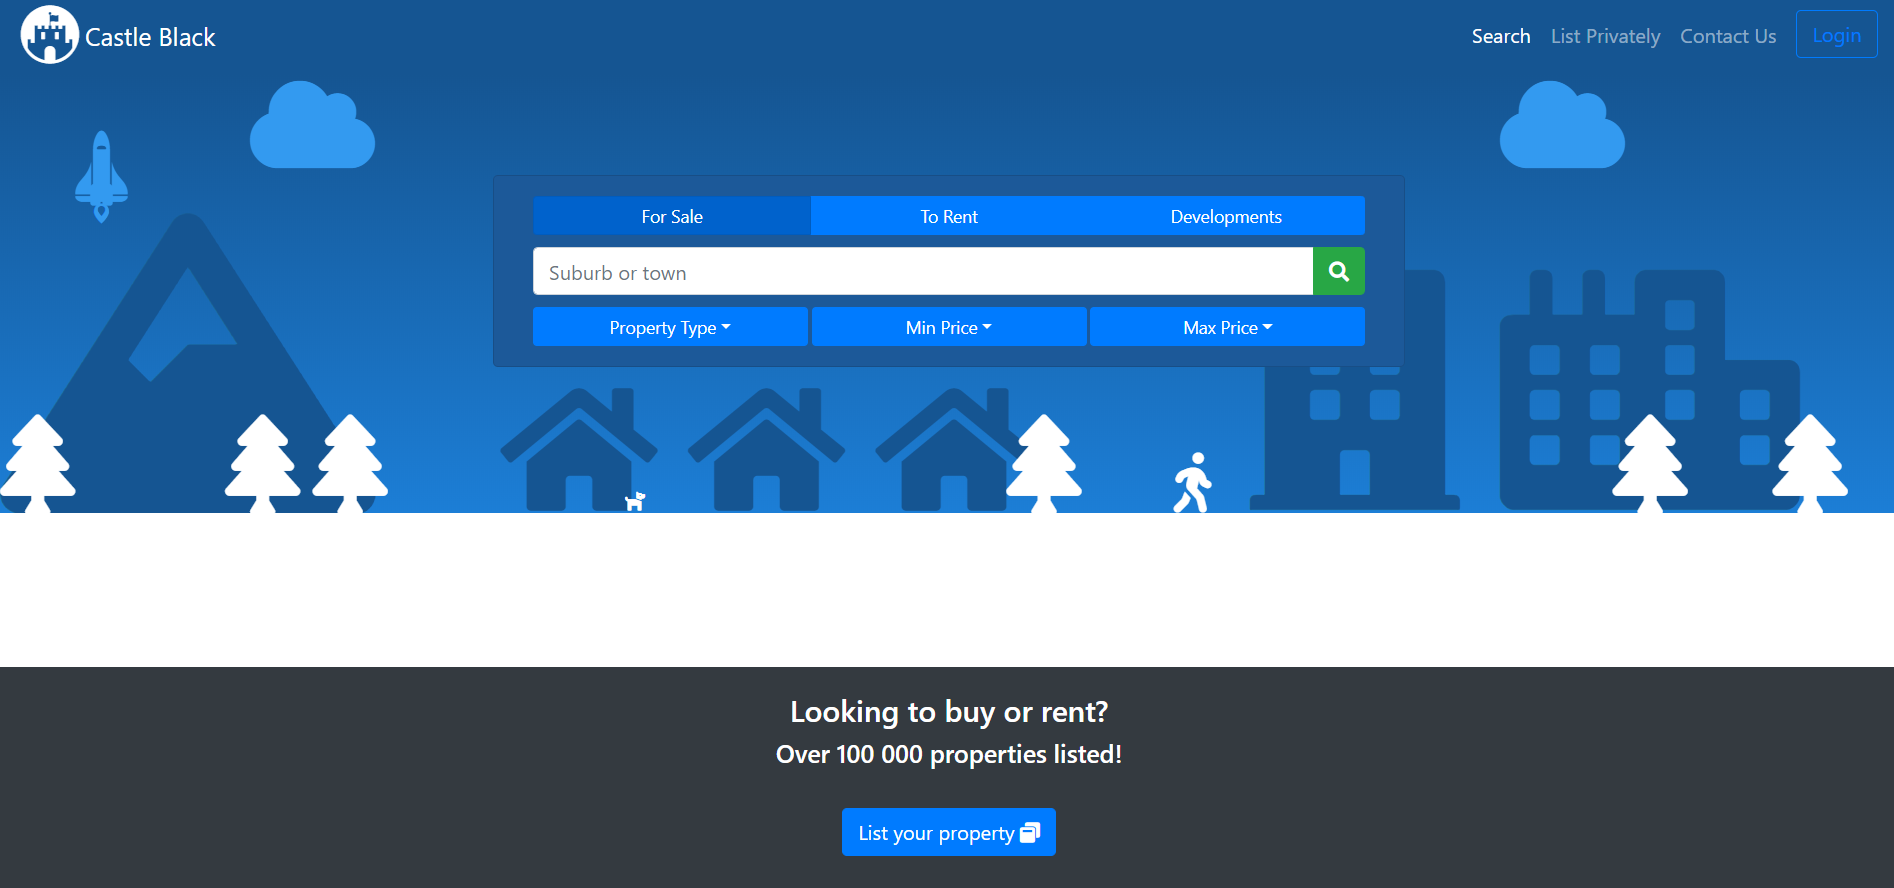 Castle Black
Search List Privately Contact Us Login
For Sale To Rent Developments
Suburb or town
Property Type Min Price Max Price
Looking to buy or rent?
Over 100 000 properties listed!
List your property